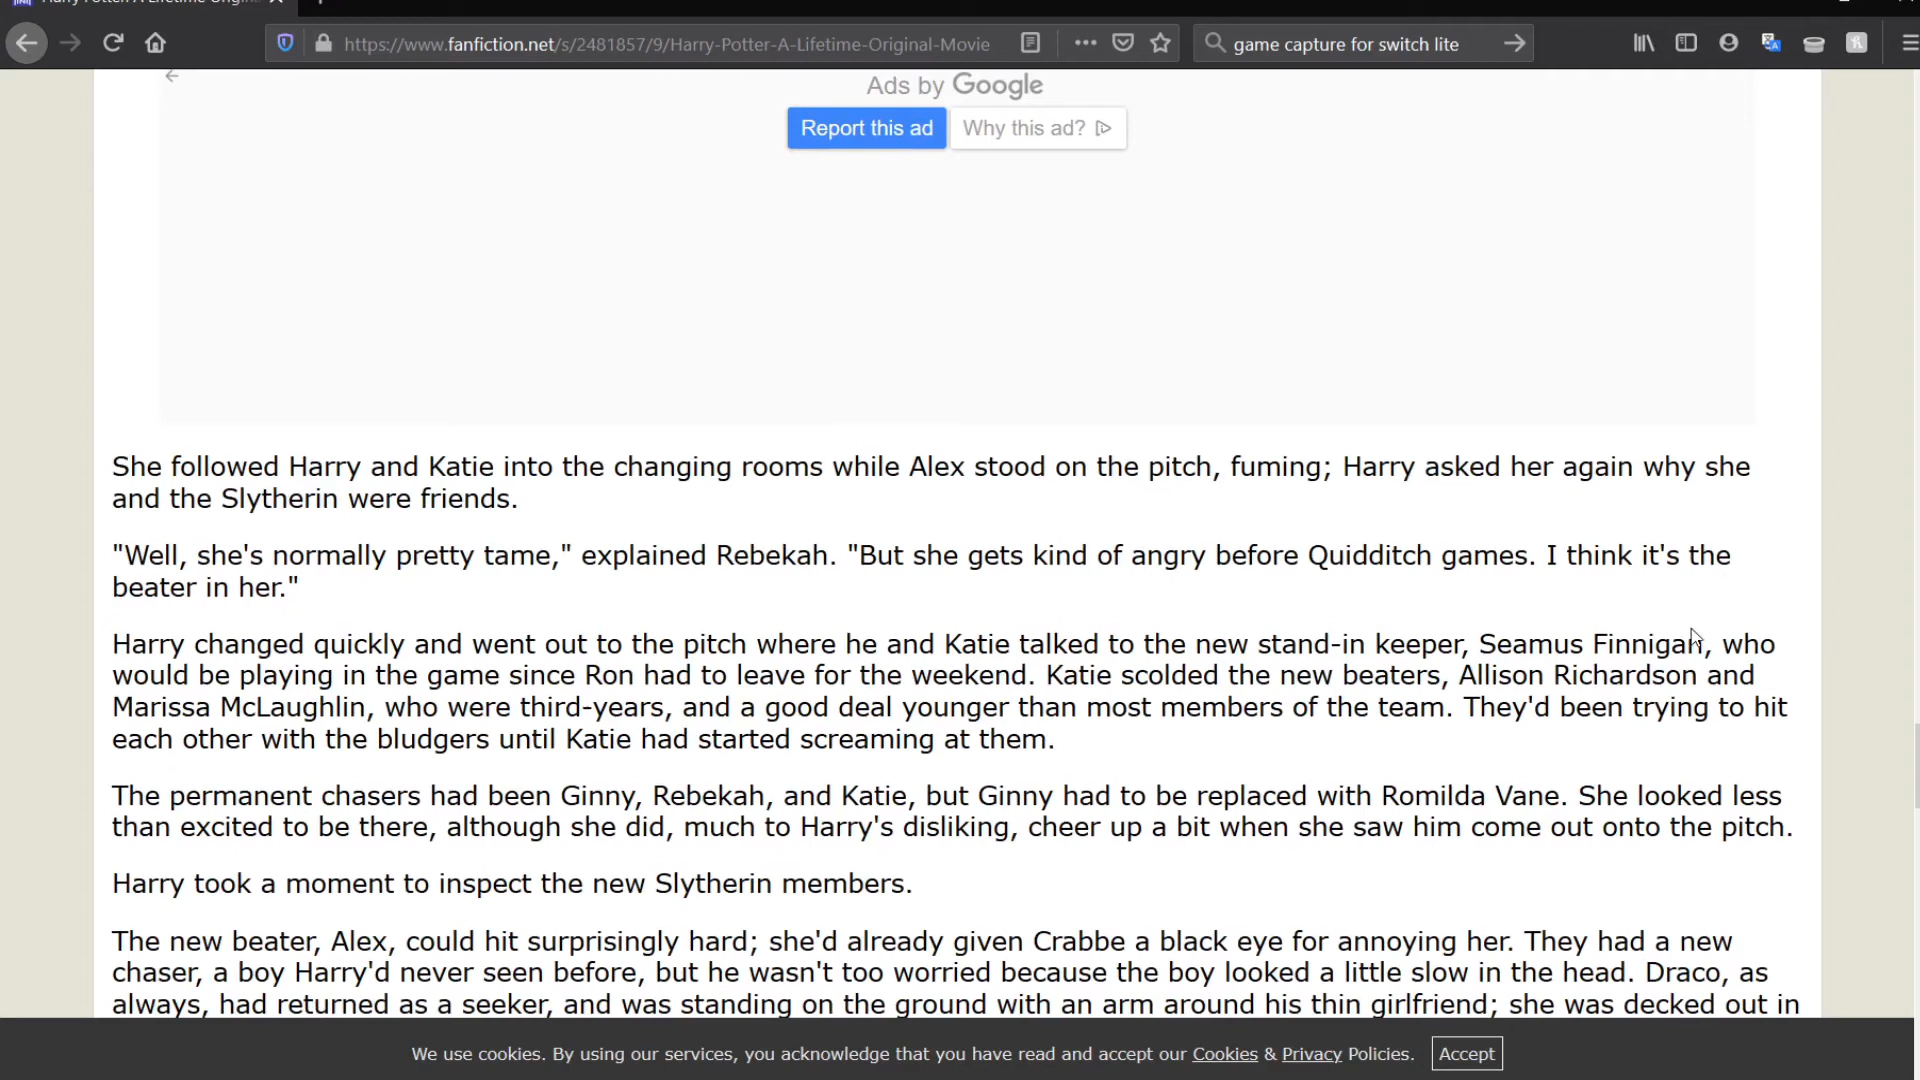 https://www.fanfiction.net/s/2481857/9/Harry-Potter-A-Lifetime-Original-Movie
game capture for switch lite
Ads by Google
Report this ad
Why this ad?
She followed Harry and Katie into the changing rooms while Alex stood on the pitch, fuming; Harry asked her again why she
and the Slytherin were friends.
"Well, she's normally pretty tame," explained Rebekah. "But she gets kind of angry before Quidditch games. I think it's the
beater in her."
Harry changed quickly and went out to the pitch where he and Katie talked to the new stand-in keeper, Seamus Finnigan, who
would be playing in the game since Ron had to leave for the weekend. Katie scolded the new beaters, Allison Richardson and
Marissa McLaughlin, who were third-years, and a good deal younger than most members of the team. They'd been trying to hit
each other with the bludgers until Katie had started screaming at them.
The permanent chasers had been Ginny, Rebekah, and Katie, but Ginny had to be replaced with Romilda Vane. She looked less
than excited to be there, although she did, much to Harry's disliking, cheer up a bit when she saw him come out onto the pitch.
Harry took a moment to inspect the new Slytherin members.
The new beater, Alex, could hit surprisingly hard; she'd already given Crabbe a black eye for annoying her. They had a new
chaser, a boy Harry'd never seen before, but he wasn't too worried because the boy looked a little slow in the head. Draco, as
always, had returned as a seeker, and was standing on the ground with an arm around his thin girlfriend; she was decked out in
We use cookies. By using our services, you acknowledge that you have read and accept our Cookies & Privacy Policies.
Accept